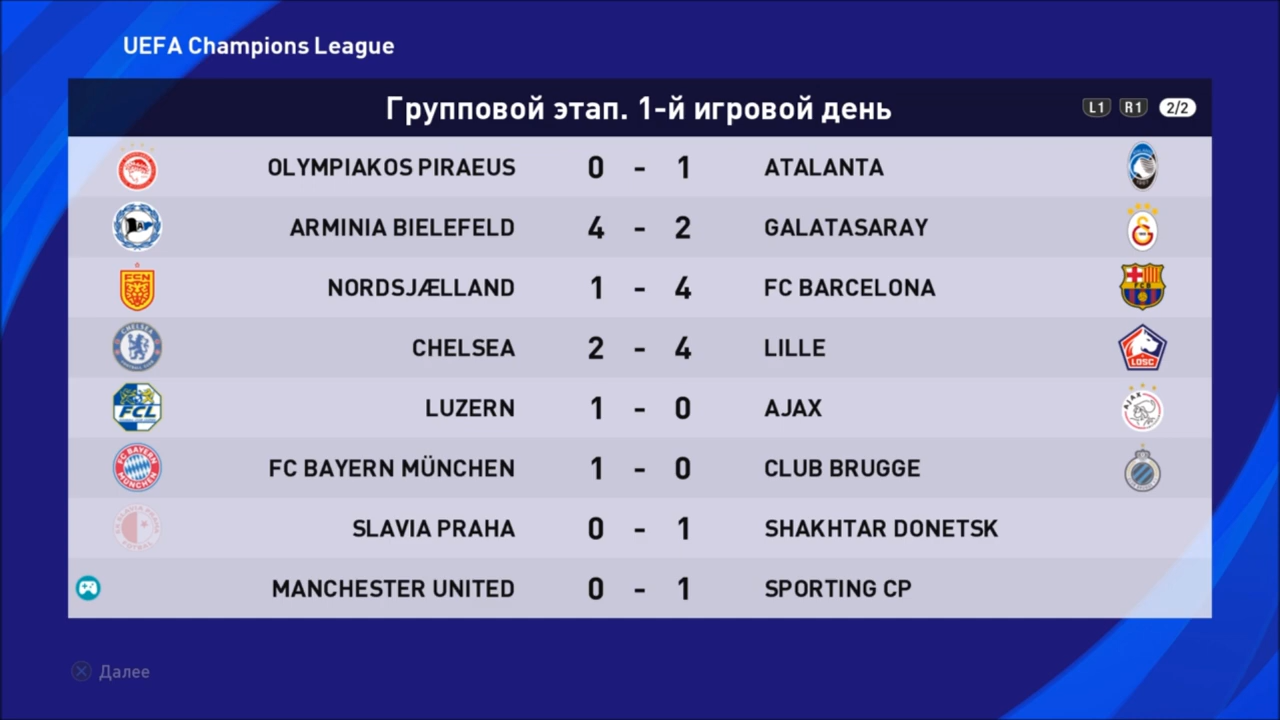 UEFA Champions League
Групповой этап. 1-й игровой день L1 R1 2/2
OLYMPIAKOS PIRAEUS 0 - 1 ATALANTA
ARMINIA BIELEFELD 4 - 2 GALATASARAY
NORDSJÆLLAND 1 - 4 FC BARCELONA
CHELSEA 2 - 4 LILLE
LUZERN 1 - 0 AJAX
FC BAYERN MÜNCHEN 1 - 0 CLUB BRUGGE
SLAVIA PRAHA 0 - 1 SHAKHTAR DONETSK
MANCHESTER UNITED 0 - 1 SPORTING CP
Далее